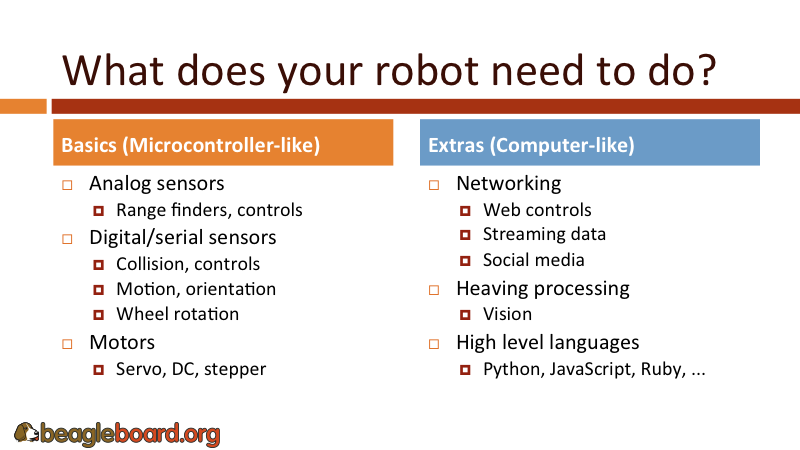 What does your robot need to do?
Basics (Microcontroller-like)
Analog sensors
Range finders, controls
Digital/serial sensors
Collision, controls
Motion, orientation
Wheel rotation
Motors
Servo, DC, stepper
Extras (Computer-like)
Networking
Web controls
Streaming data
Social media
Heaving processing
Vision
High level languages
Python, JavaScript, Ruby, ...
beagleboard.org